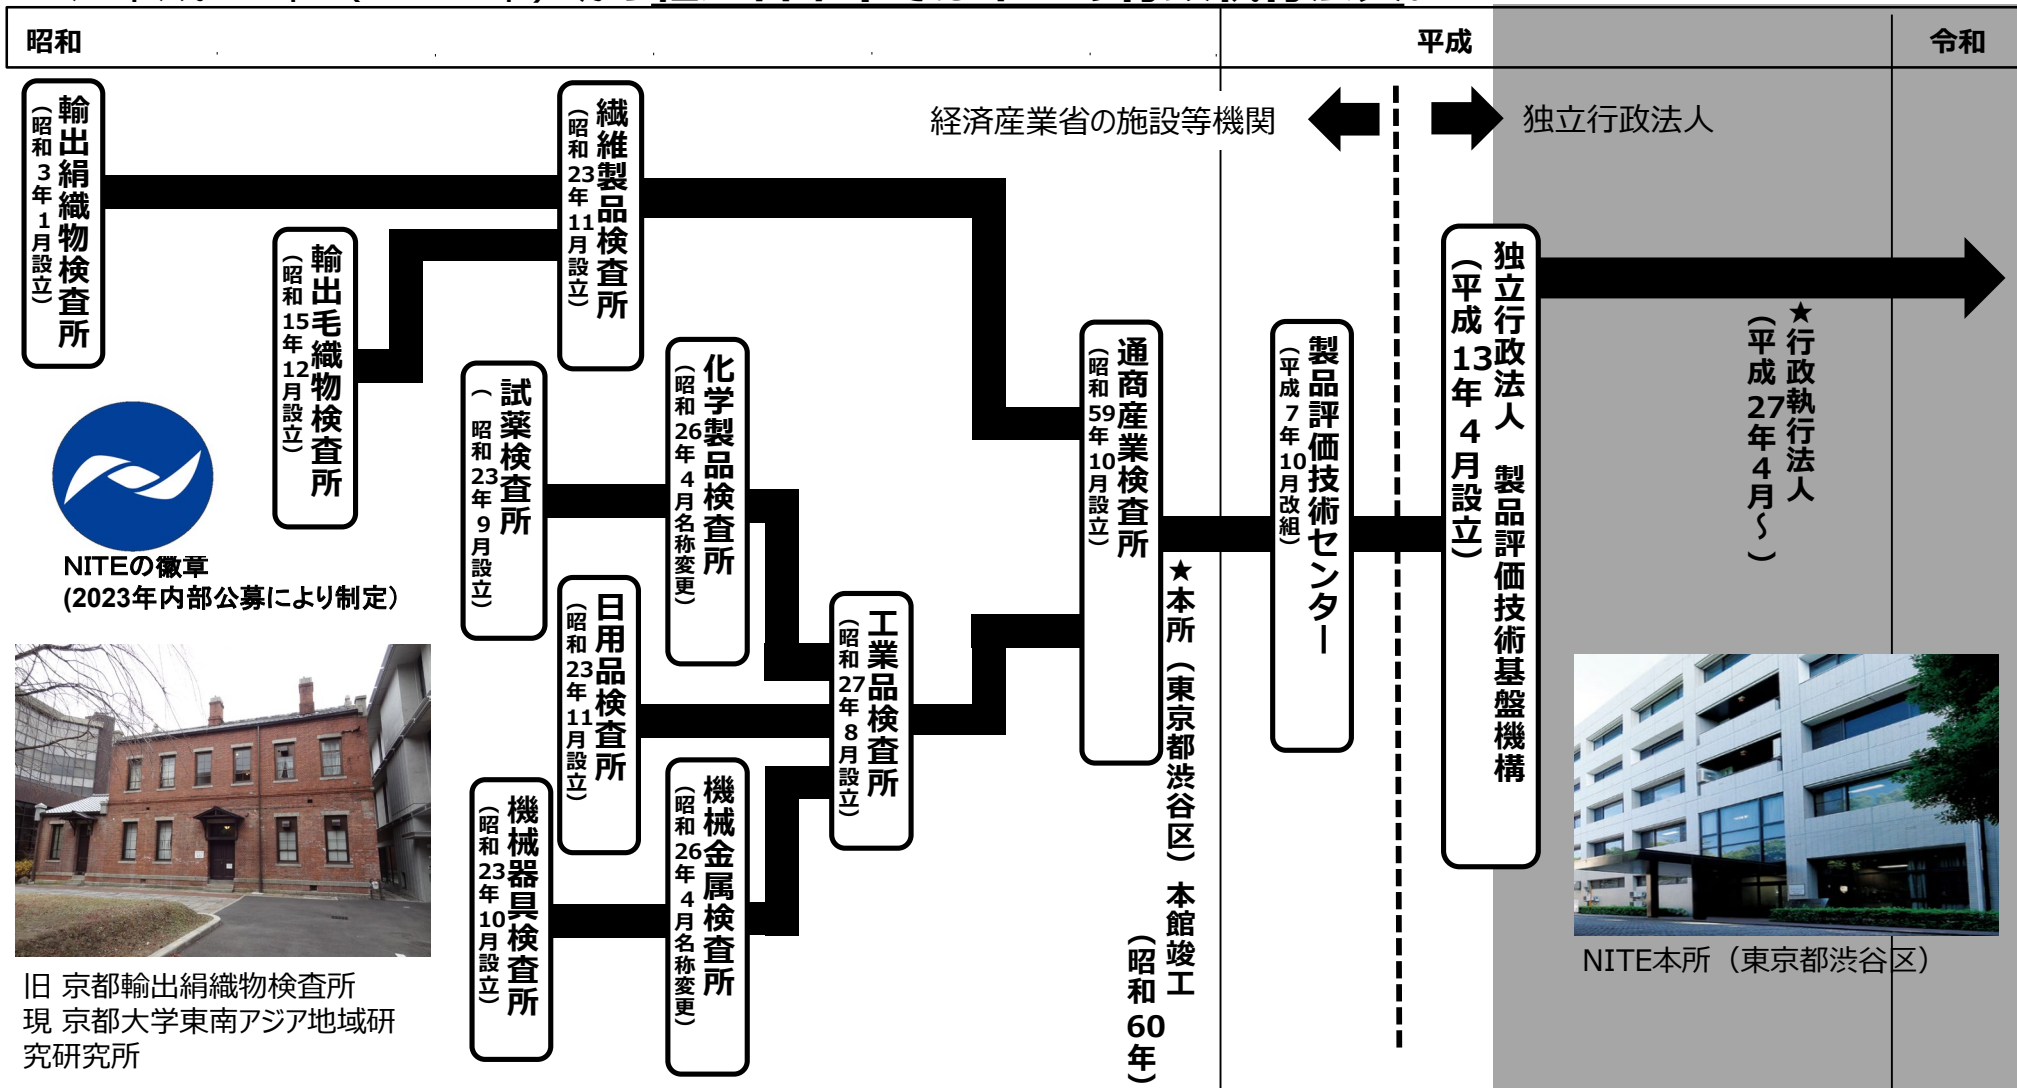 昭和
平成
令和
経済産業省の施設等機関
独立行政法人
輸出絹織物検査所
（昭和3年1月設立）
輸出毛織物検査所
（昭和15年12月設立）
繊維製品検査所
（昭和23年11月設立）
試薬検査所
（昭和23年9月設立）
化学製品検査所
（昭和26年4月名称変更）
日用品検査所
（昭和23年11月設立）
機械器具検査所
（昭和23年10月設立）
機械金属検査所
（昭和26年4月名称変更）
工業品検査所
（昭和27年8月設立）
通商産業検査所
（昭和59年10月設立）
★本所（東京都渋谷区）本館竣工
（昭和60年）
製品評価技術センター
（平成7年10月改組）
独立行政法人　製品評価技術基盤機構
（平成13年4月設立）
★行政執行法人
（平成27年4月～）
NITEの徽章
(2023年内部公募により制定）
旧 京都輸出絹織物検査所
現 京都大学東南アジア地域研
究研究所
NITE本所（東京都渋谷区）